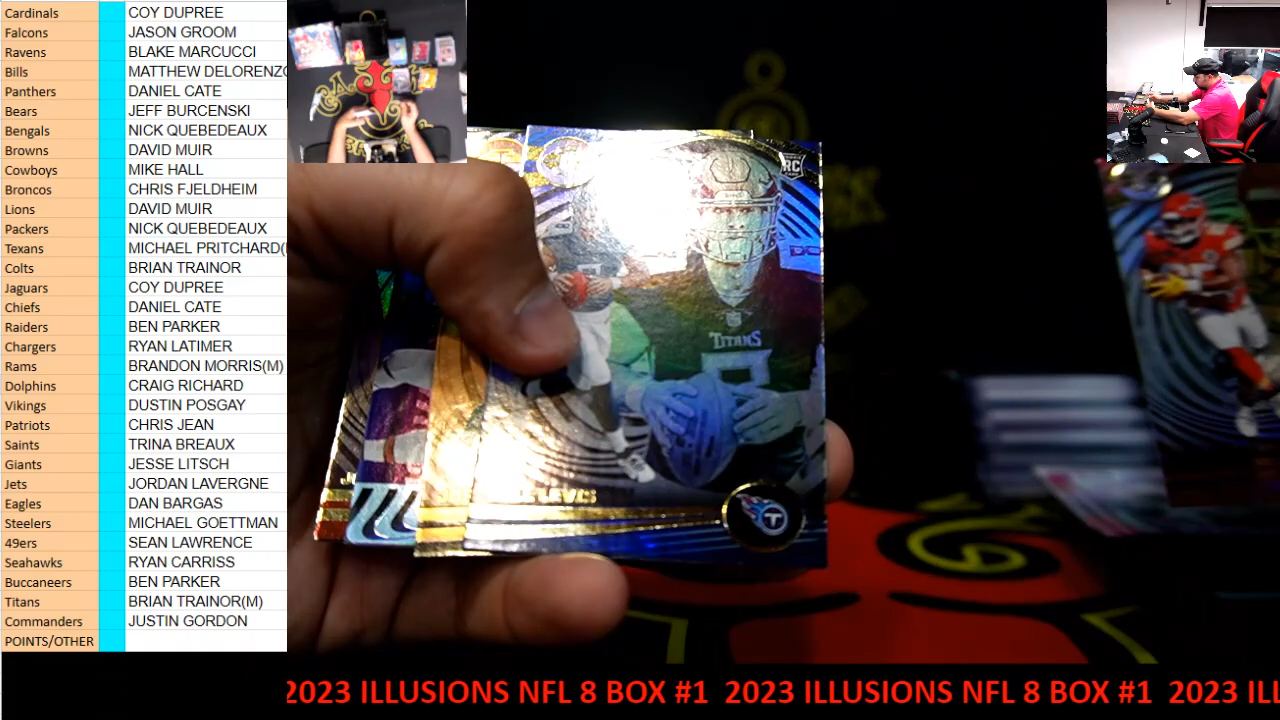 Cardinals COY DUPREE
Falcons JASON GROOM
Ravens BLAKE MARCUCCI
Bills MATTHEW DELORENZO
Panthers DANIEL CATE
Bears JEFF BURCENSKI
Bengals NICK QUEBEDEAUX
Browns DAVID MUIR
Cowboys MIKE HALL
Broncos CHRIS FJELDHEIM
Lions DAVID MUIR
Packers NICK QUEBEDEAUX
Texans MICHAEL PRITCHARD(
Colts BRIAN TRAINOR
Jaguars COY DUPREE
Chiefs DANIEL CATE
Raiders BEN PARKER
Chargers RYAN LATIMER
Rams BRANDON MORRIS(M)
Dolphins CRAIG RICHARD
Vikings DUSTIN POSGAY
Patriots CHRIS JEAN
Saints TRINA BREAUX
Giants JESSE LITSCH
Jets JORDAN LAVERGNE
Eagles DAN BARGAS
Steelers MICHAEL GOETTMAN
49ers SEAN LAWRENCE
Seahawks RYAN CARRISS
Buccaneers BEN PARKER
Titans BRIAN TRAINOR(M)
Commanders JUSTIN GORDON
POINTS/OTHER
RC
TITANS
T
2023 ILLUSIONS NFL 8 BOX #1 2023 ILLUSIONS NFL 8 BOX #1 2023 ILL